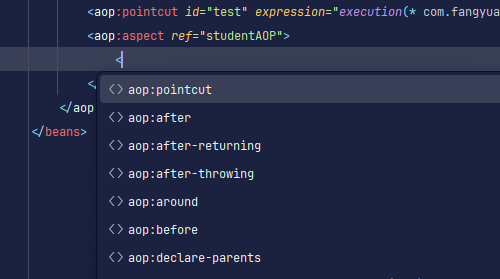 <aop:pointcut id="test" expression="execution(* com.fangyua
<aop:aspect ref="studentAOP">
<
</
aop:pointcut
</aop
aop:after
</beans>
aop:after-returning
aop:after-throwing
aop:around
aop:before
aop:declare-parents